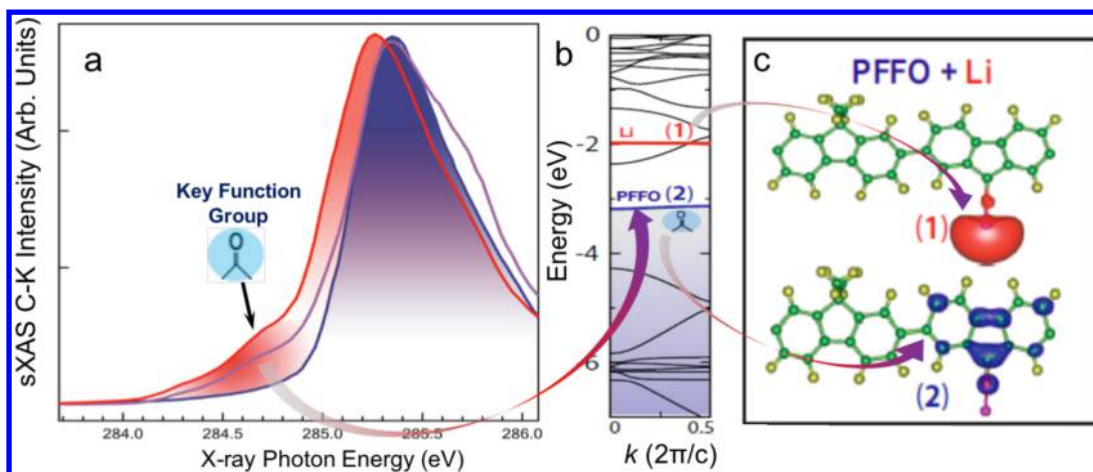 a
sXAS C-K Intensity (Arb. Units)
Key Function
Group
O
284.0
284.5
285.0
285.5
286.0
X-ray Photon Energy (eV)
b
Energy (eV)
0
-2
-4
-6
Li (1)
PFFO (2)
O
0
0.5
k (2π/c)
c
PFFO + Li
(1)
(2)